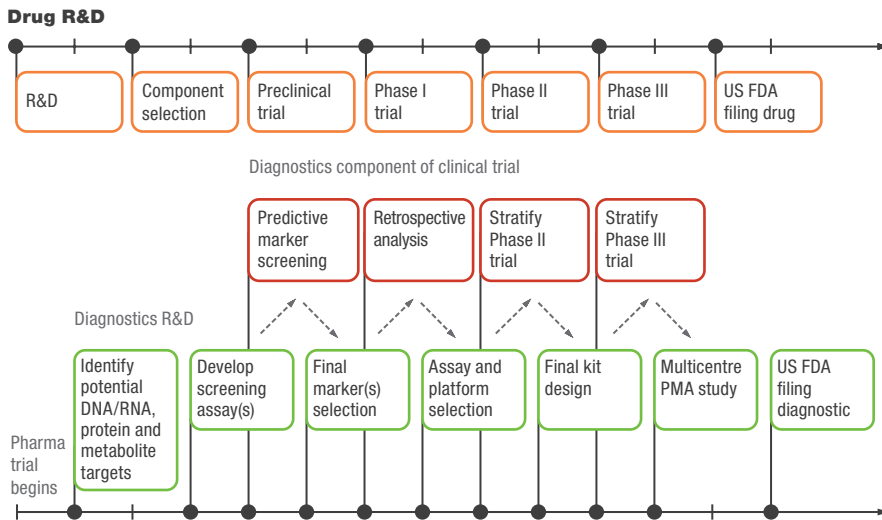 Drug R&D
R&D
Component
selection
Preclinical
trial
Phase I
trial
Phase II
trial
Phase III
trial
US FDA
filing drug
Diagnostics component of clinical trial
Predictive
marker
screening
Retrospective
analysis
Stratify
Phase II
trial
Stratify
Phase III
trial
Diagnostics R&D
Identify
potential
DNA/RNA,
protein and
metabolite
targets
Develop
screening
assay(s)
Final
marker(s)
selection
Assay and
platform
selection
Final kit
design
Multicentre
PMA study
US FDA
filing
diagnostic
Pharma
trial
begins